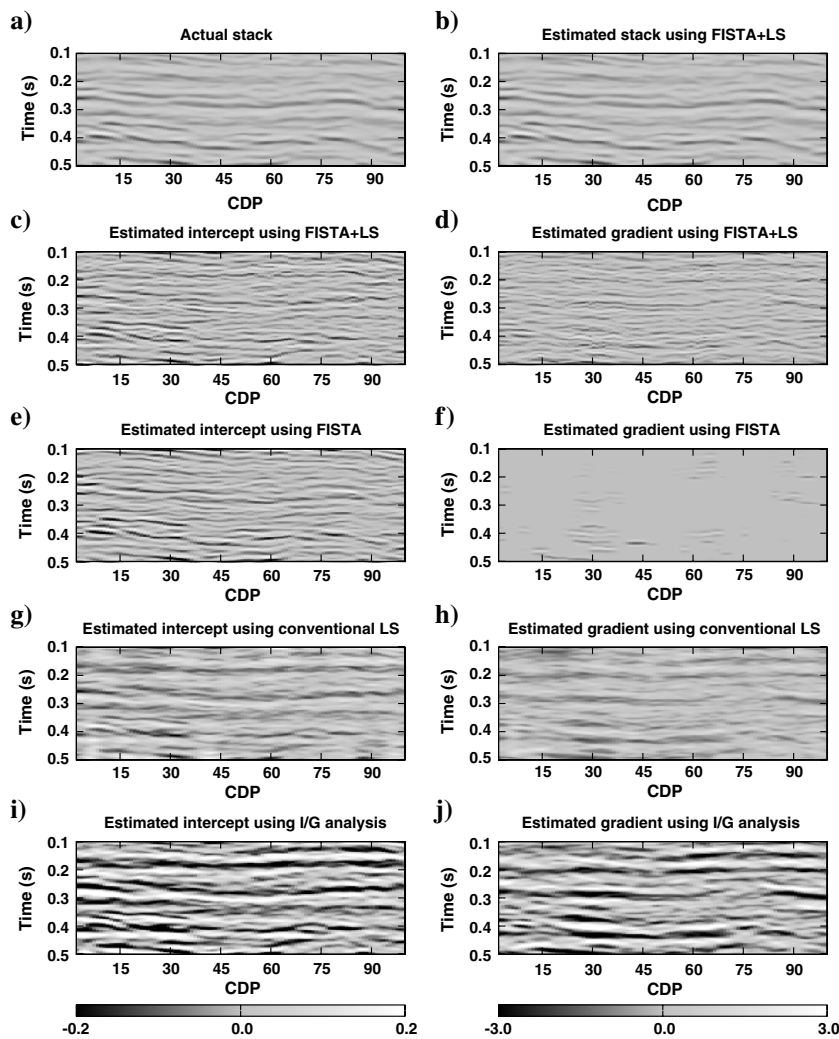 a)
Actual stack
0.1
0.2
0.3
0.4
0.5
Time (s)
15 30 45 60 75 90
CDP
b)
Estimated stack using FISTA+LS
0.1
0.2
0.3
0.4
0.5
Time (s)
15 30 45 60 75 90
CDP
c)
Estimated intercept using FISTA+LS
0.1
0.2
0.3
0.4
0.5
Time (s)
15 30 45 60 75 90
CDP
d)
Estimated gradient using FISTA+LS
0.1
0.2
0.3
0.4
0.5
Time (s)
15 30 45 60 75 90
CDP
e)
Estimated intercept using FISTA
0.1
0.2
0.3
0.4
0.5
Time (s)
15 30 45 60 75 90
CDP
f)
Estimated gradient using FISTA
0.1
0.2
0.3
0.4
0.5
Time (s)
15 30 45 60 75 90
CDP
g)
Estimated intercept using conventional LS
0.1
0.2
0.3
0.4
0.5
Time (s)
15 30 45 60 75 90
CDP
h)
Estimated gradient using conventional LS
0.1
0.2
0.3
0.4
0.5
Time (s)
15 30 45 60 75 90
CDP
i)
Estimated intercept using I/G analysis
0.1
0.2
0.3
0.4
0.5
Time (s)
15 30 45 60 75 90
CDP
j)
Estimated gradient using I/G analysis
0.1
0.2
0.3
0.4
0.5
Time (s)
15 30 45 60 75 90
CDP
-0.2 0.0 0.2
-3.0 0.0 3.0